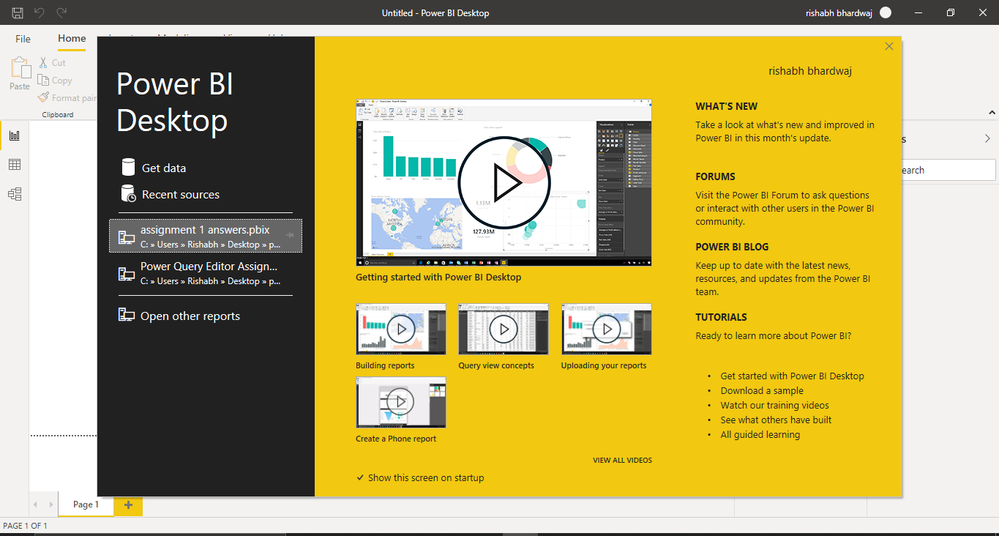 Untitled - Power BI Desktop
rishabh bhardwaj
File
Home
Paste
Cut
Copy
Format pain
Clipboard
Power BI
Desktop
Get data
Recent sources
assignment 1 answers.pbix
C: » Users » Rishabh » Desktop » p...
Power Query Editor Assign...
C: » Users » Rishabh » Desktop » p...
Open other reports
rishabh bhardwaj
1.13M
127.93M
NORTH
AMERICA
Getting started with Power BI Desktop
Building reports
Query view concepts
Uploading your reports
Create a Phone report
VIEW ALL VIDEOS
Show this screen on startup
WHAT'S NEW
Take a look at what's new and improved in
Power BI in this month's update.
FORUMS
Visit the Power BI Forum to ask questions
or interact with other users in the Power BI
community.
POWER BI BLOG
Keep up to date with the latest news,
resources, and updates from the Power BI
team.
TUTORIALS
Ready to learn more about Power BI?
• Get started with Power BI Desktop
• Download a sample
• Watch our training videos
• See what others have built
• All guided learning
s
earch
Page 1
PAGE 1 OF 1